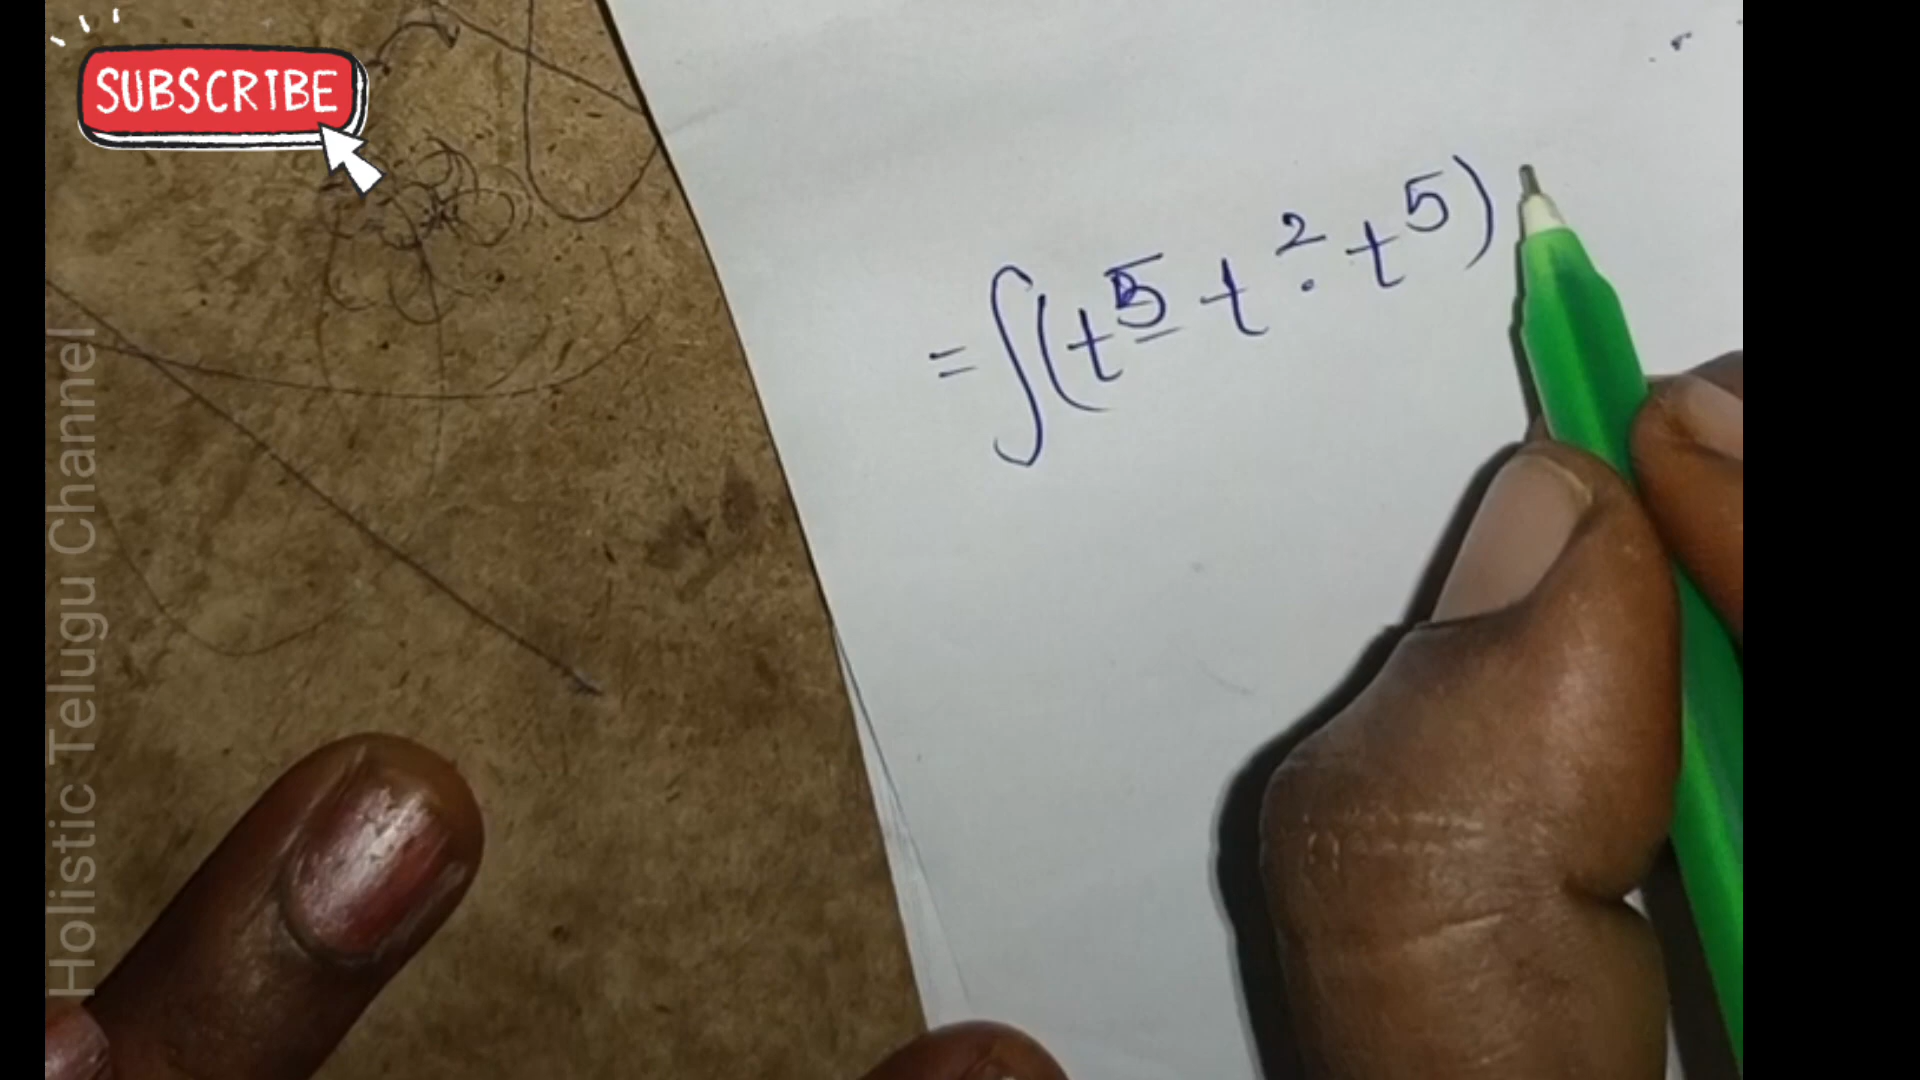 SUBSCRIBE
= ∫(t⁵ - t² · t⁵)
Holistic Telugu Channel